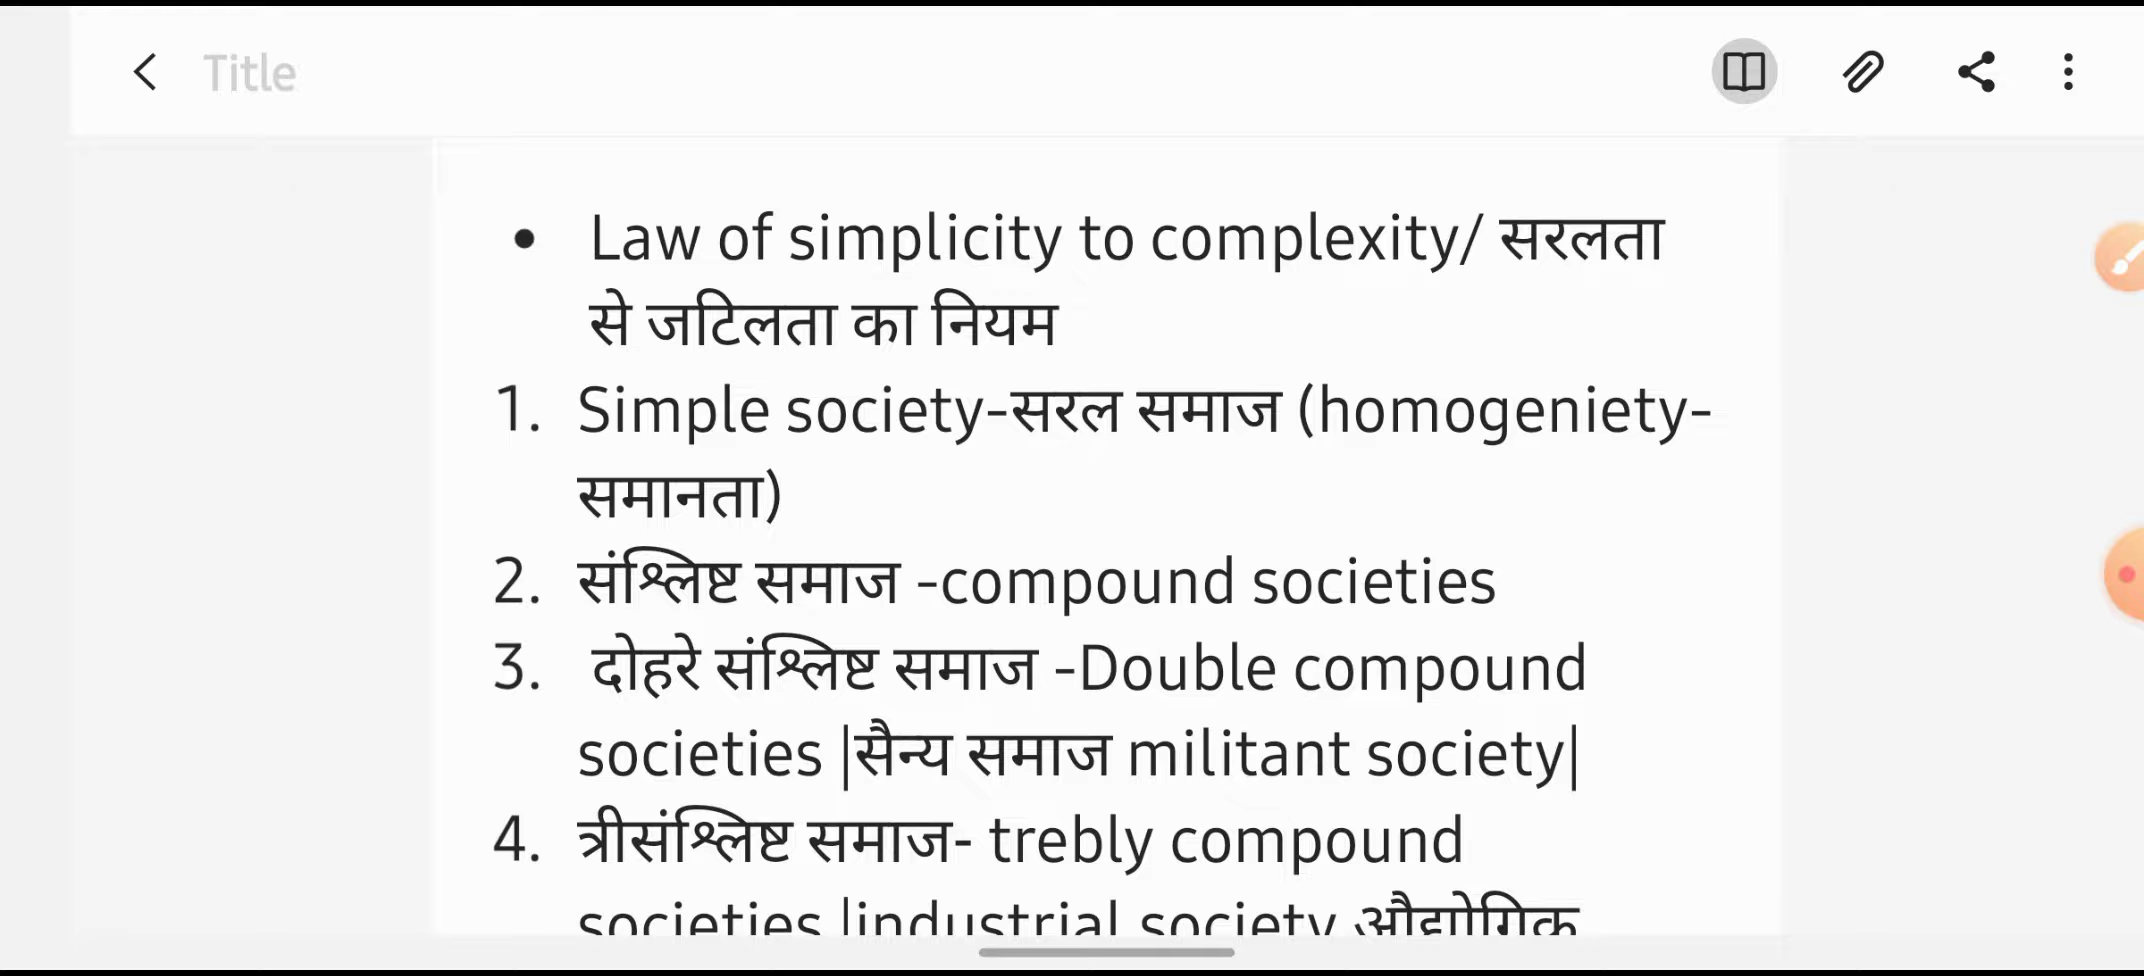 Title
• Law of simplicity to complexity/ सरलता
से जटिलता का नियम
1. Simple society-सरल समाज (homogeniety-
समानता)
2. संश्लिष्ट समाज -compound societies
3. दोहरे संश्लिष्ट समाज -Double compound
societies |सैन्य समाज militant society|
4. त्रीसंश्लिष्ट समाज- trebly compound
societies |industrial society औद्योगिक